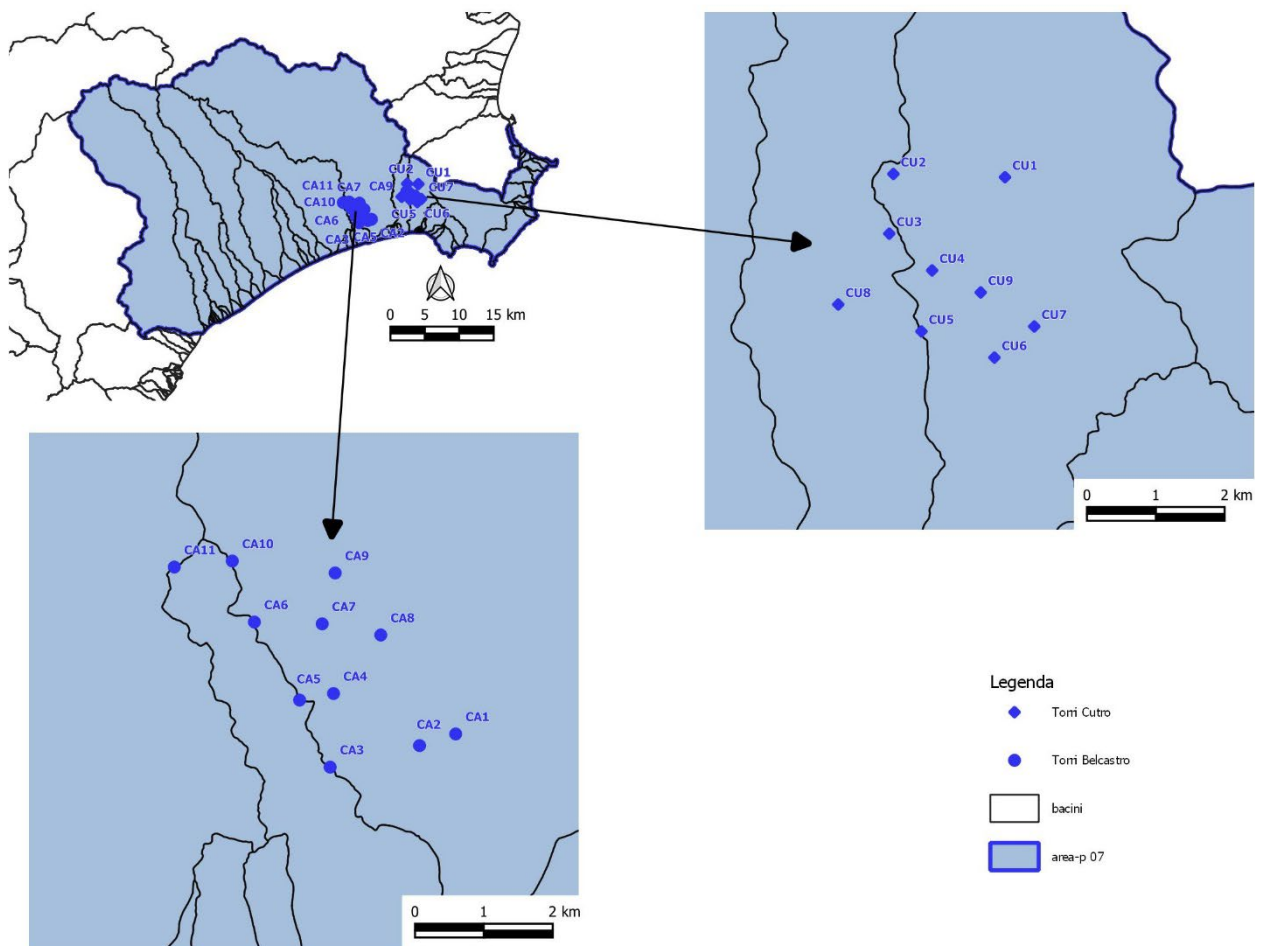 CU2
CU1
CA11
CA7
CA9
CU7
CA10
CA6
CU5
CU6
CA5
CA2
0 5 10 15 km
CU2
CU1
CU3
CU4
CU9
CU8
CU5
CU7
CU6
0 1 2 km
CA11
CA10
CA9
CA6
CA7
CA8
CA5
CA4
CA2
CA1
CA3
0 1 2 km
Legenda
Torri Cutro
Torri Belcastro
bacini
area-p 07